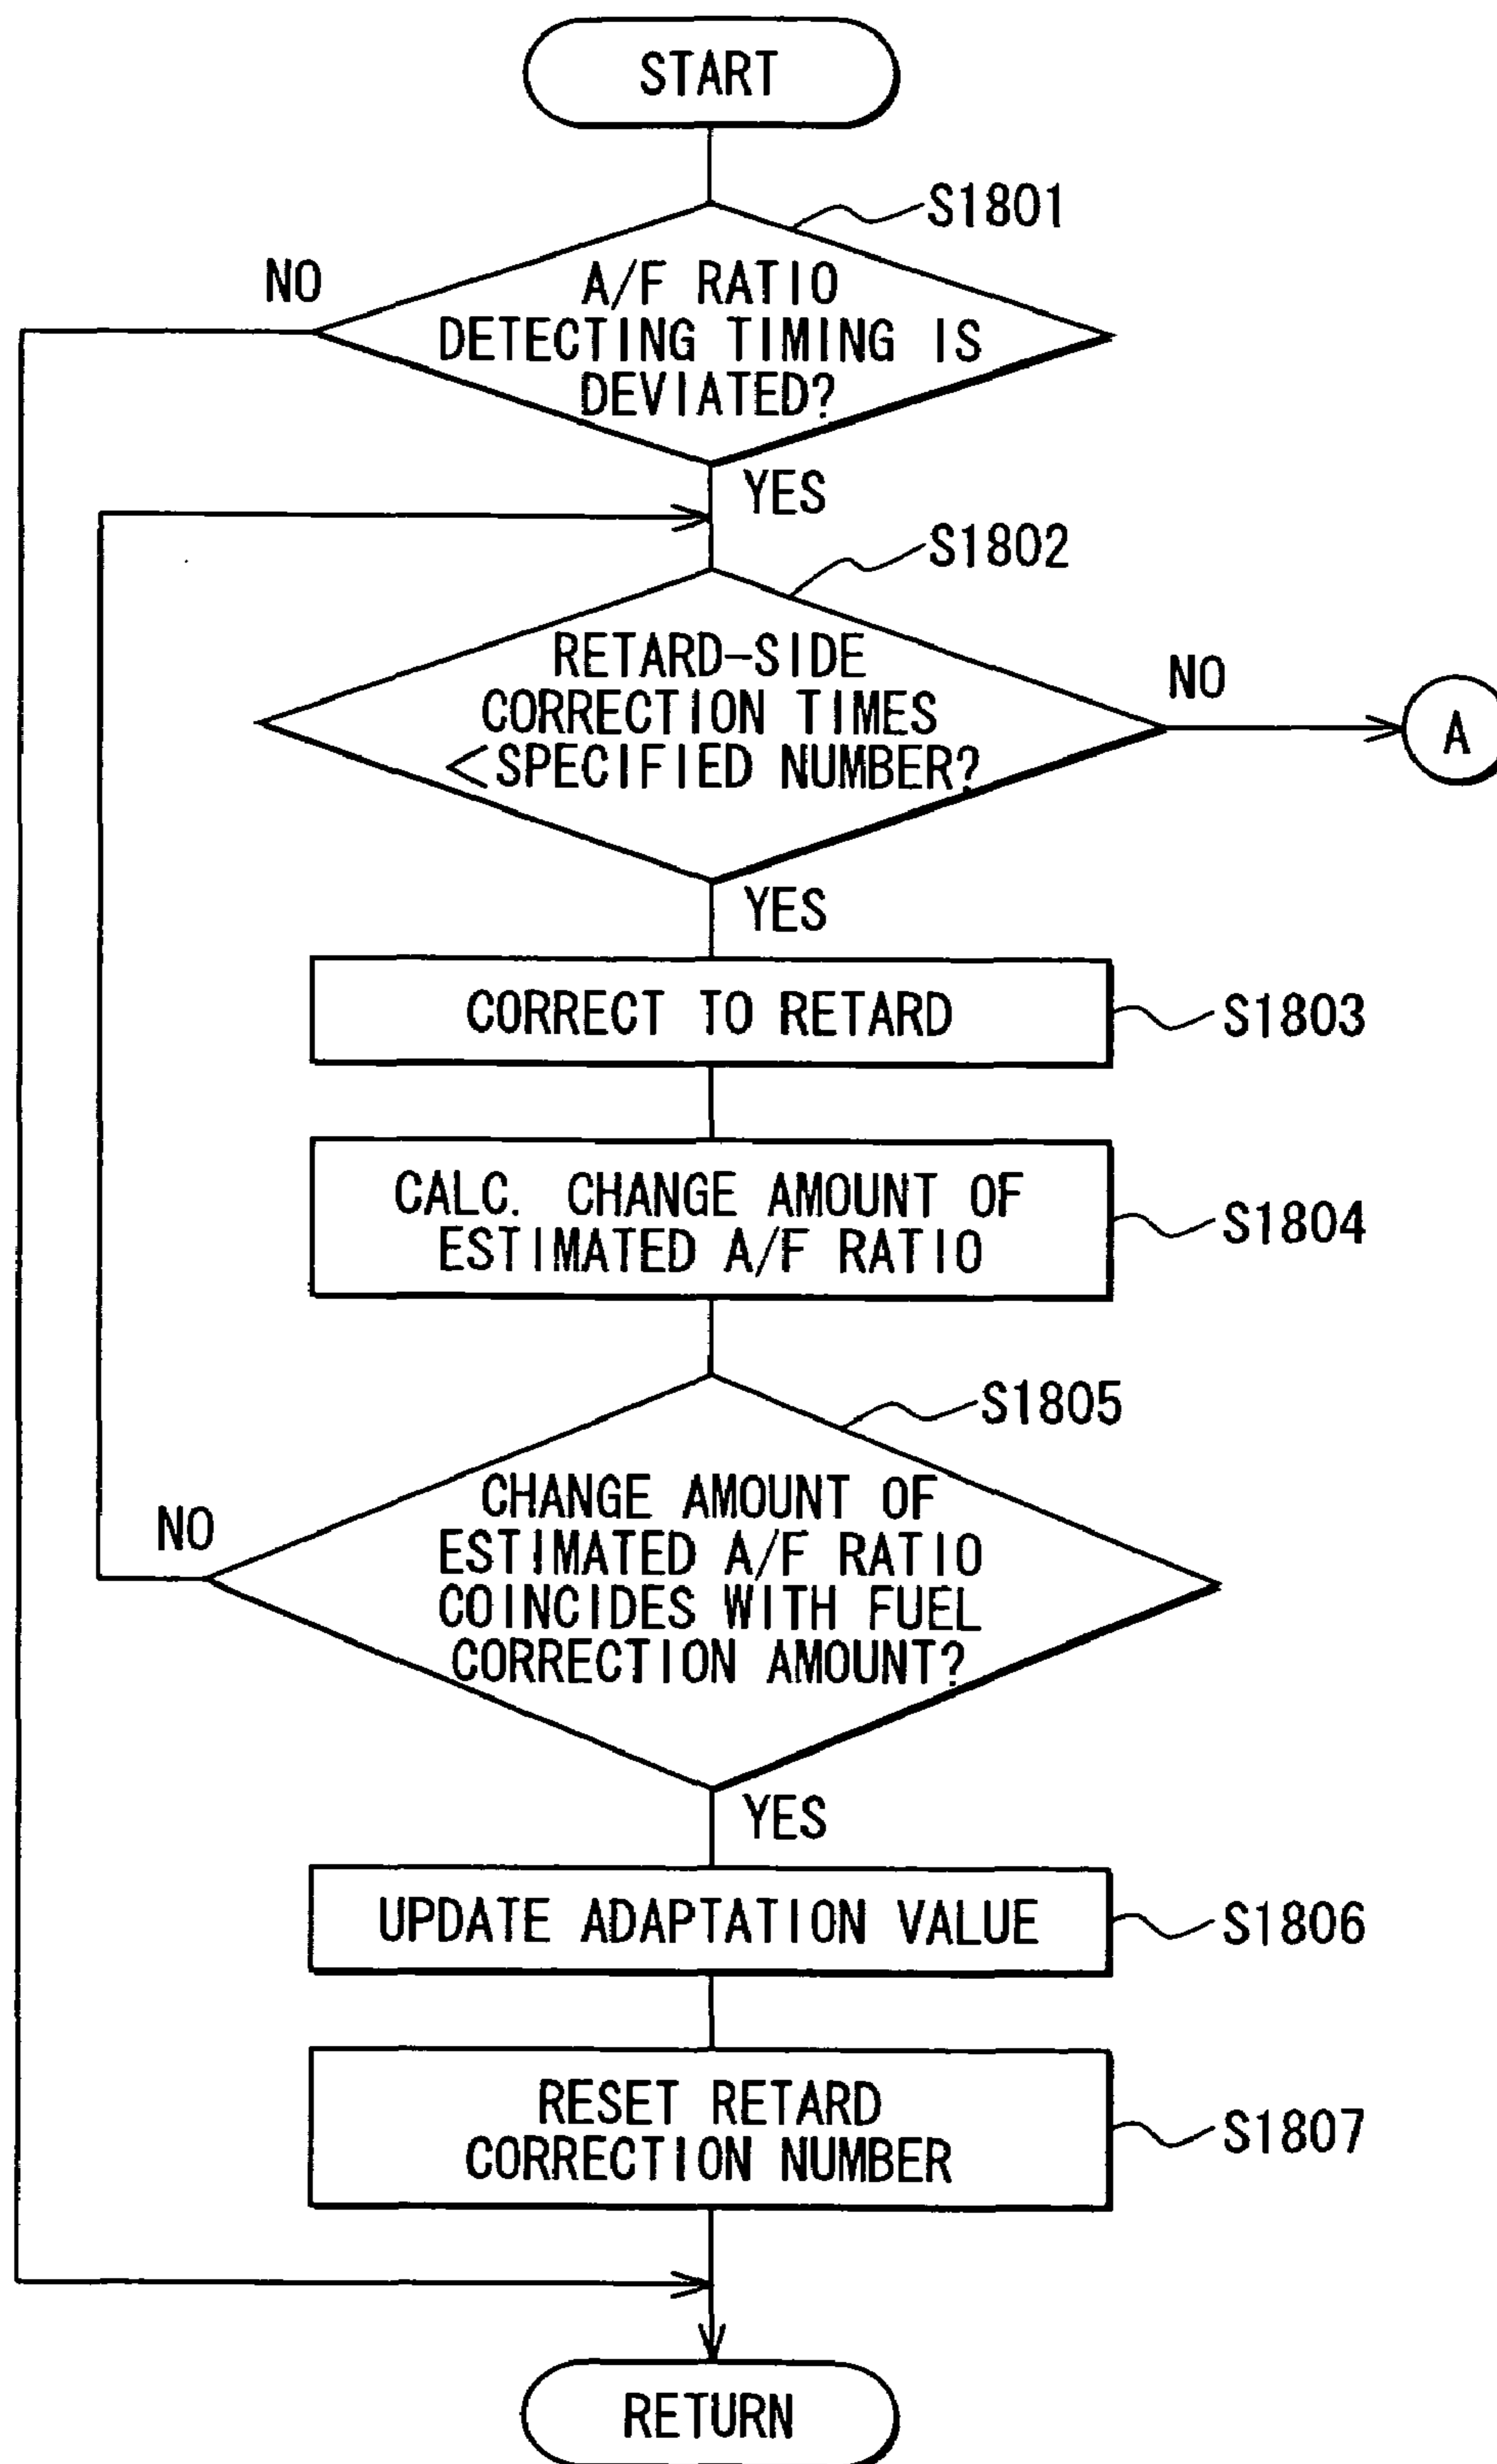 START
S1801
NO
A/F RATIO
DETECTING TIMING IS
DEVIATED?
YES
S1802
RETARD-SIDE
CORRECTION TIMES
<SPECIFIED NUMBER?
NO
A
YES
CORRECT TO RETARD
S1803
CALC. CHANGE AMOUNT OF
ESTIMATED A/F RATIO
S1804
S1805
NO
CHANGE AMOUNT OF
ESTIMATED A/F RATIO
COINCIDES WITH FUEL
CORRECTION AMOUNT?
YES
UPDATE ADAPTATION VALUE
S1806
RESET RETARD
CORRECTION NUMBER
S1807
RETURN